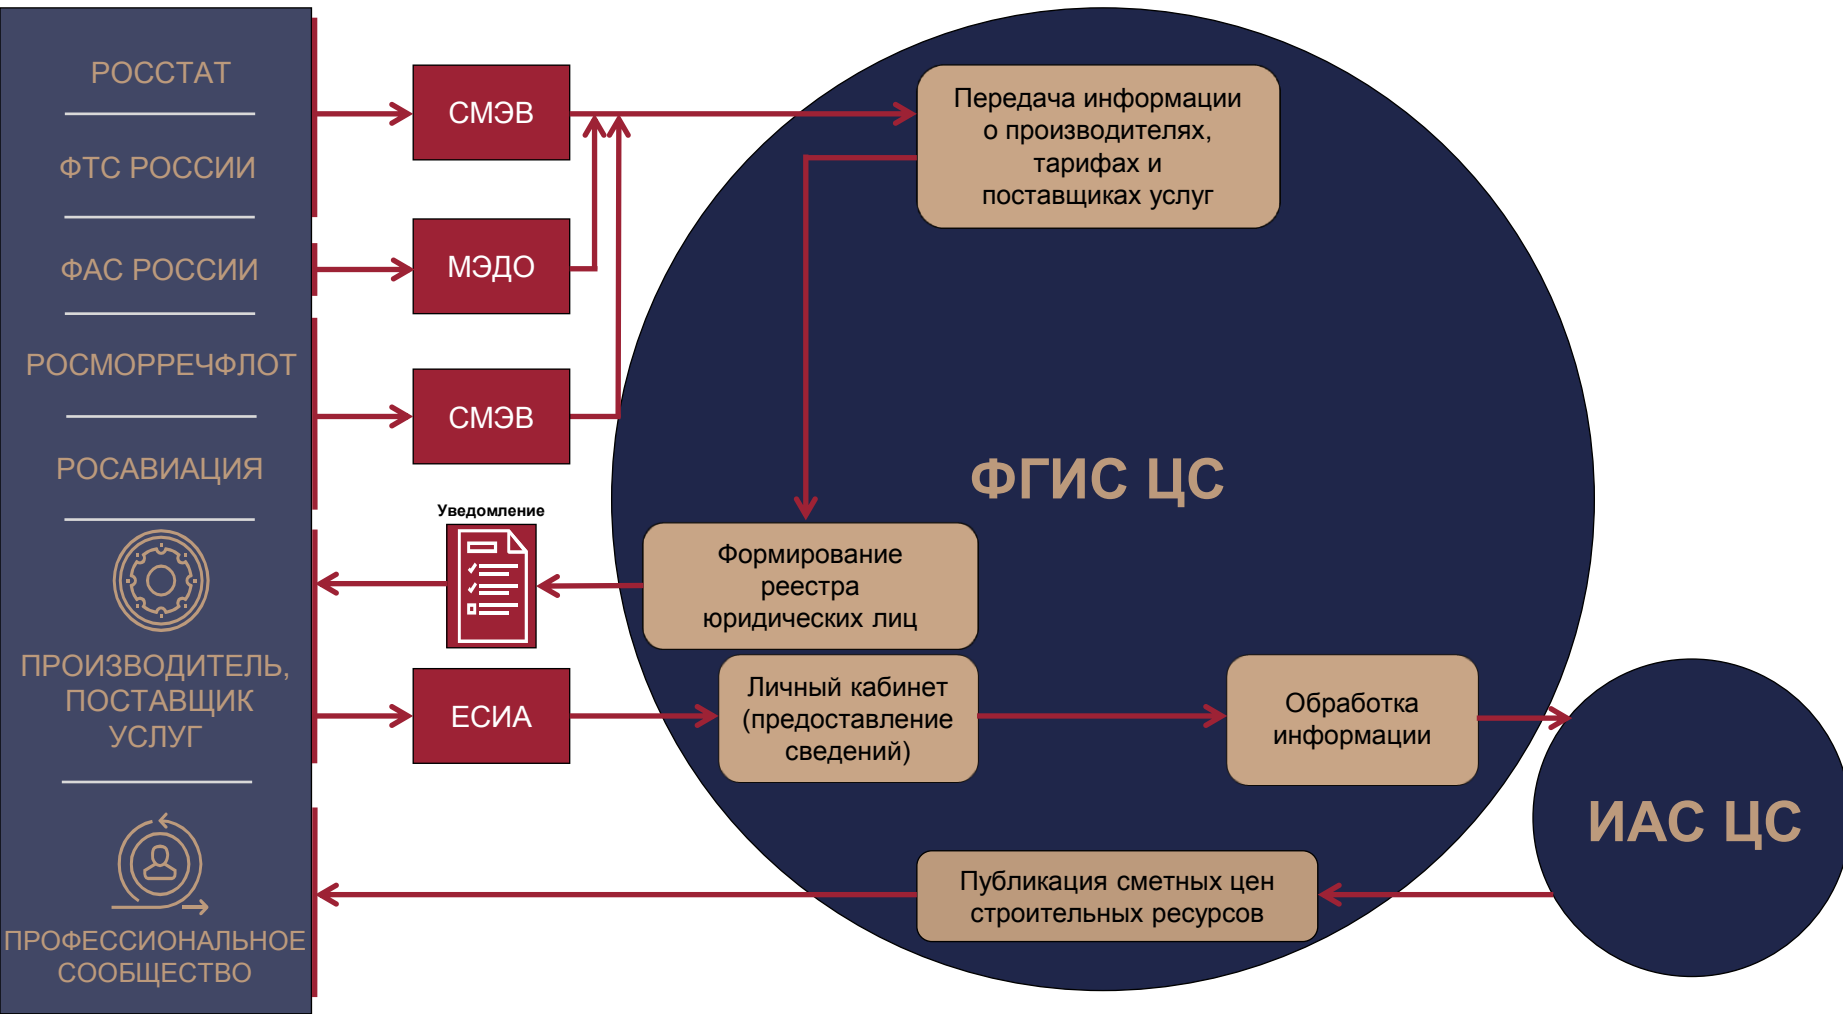 РОССТАТ
ФТС РОССИИ
ФАС РОССИИ
РОСМОРРЕЧФЛОТ
РОСАВИАЦИЯ
ПРОИЗВОДИТЕЛЬ,
ПОСТАВЩИК
УСЛУГ
ПРОФЕССИОНАЛЬНОЕ
СООБЩЕСТВО
СМЭВ
МЭДО
СМЭВ
Уведомление
ЕСИА
Передача информации
о производителях,
тарифах и
поставщиках услуг
ФГИС ЦС
Формирование
реестра
юридических лиц
Личный кабинет
(предоставление
сведений)
Обработка
информации
Публикация сметных цен
строительных ресурсов
ИАС ЦС